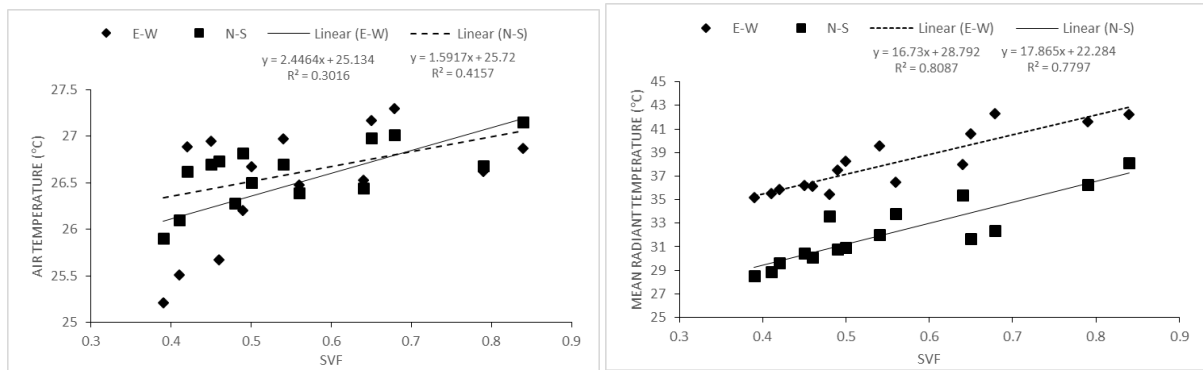 E-W N-S Linear (E-W) Linear (N-S)
y = 2.4464x + 25.134 y = 1.5917x + 25.72
R² = 0.3016 R² = 0.4157
27.5
27
26.5
26
25.5
25
AIR TEMPERATURE (°C)
0.3 0.4 0.5 0.6 0.7 0.8 0.9
SVF
E-W N-S Linear (E-W) Linear (N-S)
y = 16.73x + 28.792 y = 17.865x + 22.284
R² = 0.8087 R² = 0.7797
45
43
41
39
37
35
33
31
29
27
25
MEAN RADIANT TEMPERATURE (°C)
0.3 0.4 0.5 0.6 0.7 0.8 0.9
SVF